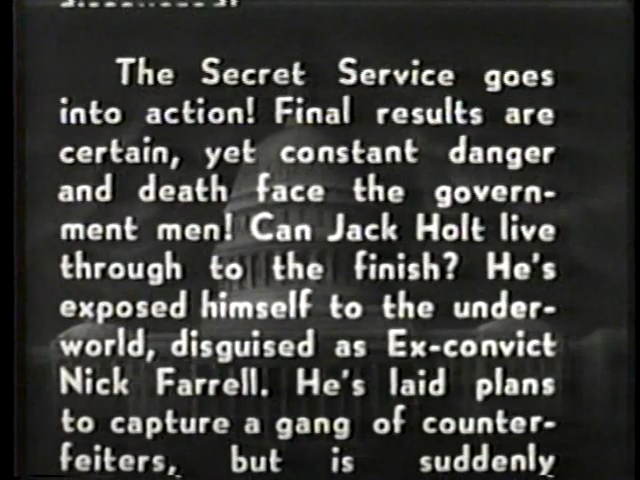 The Secret Service goes
into action! Final results are
certain, yet constant danger
and death face the govern-
ment men! Can Jack Holt live
through to the finish? He's
exposed himself to the under-
world, disguised as Ex-convict
Nick Farrell. He's laid plans
to capture a gang of counter-
feiters, but is suddenly